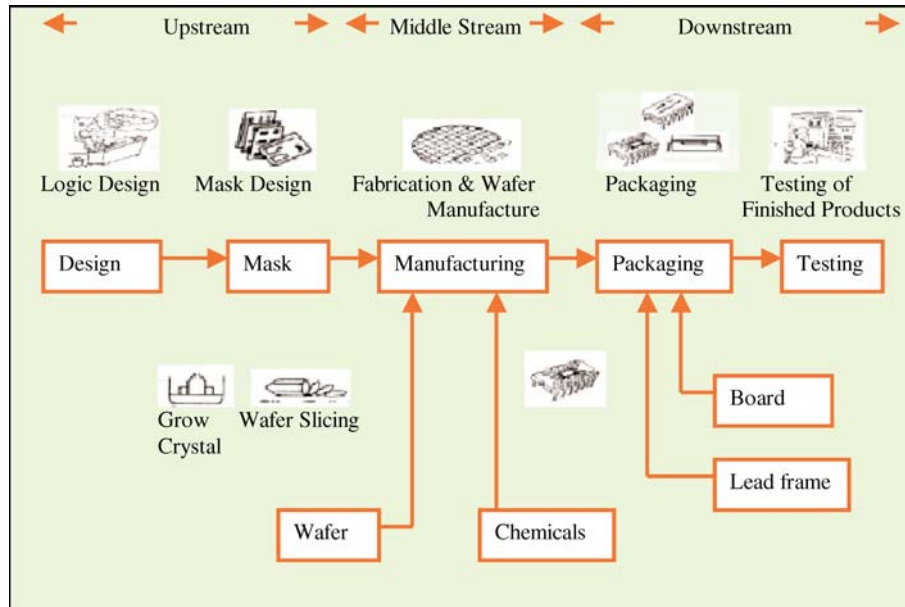 Upstream
Middle Stream
Downstream
Logic Design
Mask Design
Fabrication & Wafer
Manufacture
Packaging
Testing of
Finished Products
Design
Mask
Manufacturing
Packaging
Testing
Grow
Crystal
Wafer Slicing
Board
Lead frame
Wafer
Chemicals